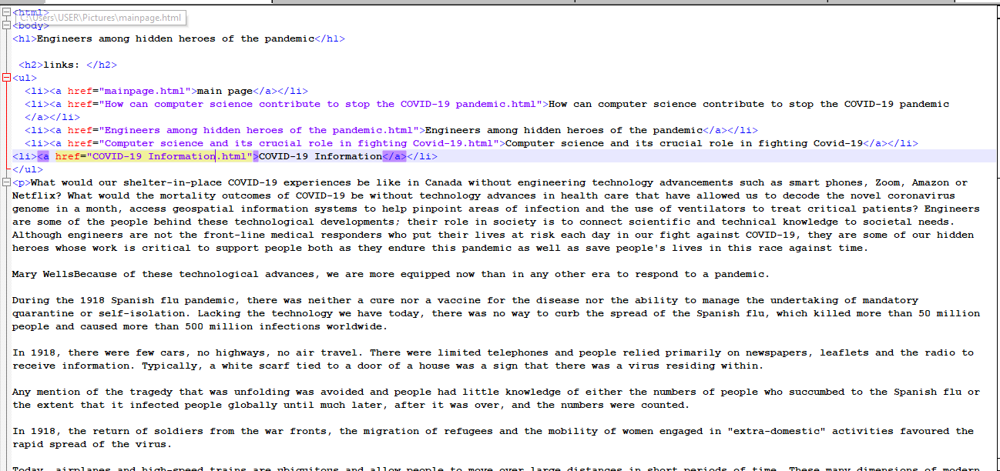 <html>
C:\Users\USER\Pictures\mainpage.html
<body>
<h1>Engineers among hidden heroes of the pandemic</h1>
<h2>links: </h2>
<ul>
<li><a href="mainpage.html">main page</a></li>
<li><a href="How can computer science contribute to stop the COVID-19 pandemic.html">How can computer science contribute to stop the COVID-19 pandemic
</a></li>
<li><a href="Engineers among hidden heroes of the pandemic.html">Engineers among hidden heroes of the pandemic</a></li>
<li><a href="Computer science and its crucial role in fighting Covid-19.html">Computer science and its crucial role in fighting Covid-19</a></li>
<li><a href="COVID-19 Information.html">COVID-19 Information</a></li>
</ul>
<p>What would our shelter-in-place COVID-19 experiences be like in Canada without engineering technology advancements such as smart phones, Zoom, Amazon or
Netflix? What would the mortality outcomes of COVID-19 be without technology advances in health care that have allowed us to decode the novel coronavirus
genome in a month, access geospatial information systems to help pinpoint areas of infection and the use of ventilators to treat critical patients? Engineers
are some of the people behind these technological developments; their role in society is to connect scientific and technical knowledge to societal needs.
Although engineers are not the front-line medical responders who put their lives at risk each day in our fight against COVID-19, they are some of our hidden
heroes whose work is critical to support people both as they endure this pandemic as well as save people's lives in this race against time.
Mary WellsBecause of these technological advances, we are more equipped now than in any other era to respond to a pandemic.
During the 1918 Spanish flu pandemic, there was neither a cure nor a vaccine for the disease nor the ability to manage the undertaking of mandatory
quarantine or self-isolation. Lacking the technology we have today, there was no way to curb the spread of the Spanish flu, which killed more than 50 million
people and caused more than 500 million infections worldwide.
In 1918, there were few cars, no highways, no air travel. There were limited telephones and people relied primarily on newspapers, leaflets and the radio to
receive information. Typically, a white scarf tied to a door of a house was a sign that there was a virus residing within.
Any mention of the tragedy that was unfolding was avoided and people had little knowledge of either the numbers of people who succumbed to the Spanish flu or
the extent that it infected people globally until much later, after it was over, and the numbers were counted.
In 1918, the return of soldiers from the war fronts, the migration of refugees and the mobility of women engaged in "extra-domestic" activities favoured the
rapid spread of the virus.
Today, airplanes and high-speed trains are ubiquitous and allow people to move over large distances in short periods of time. These many dimensions of modern